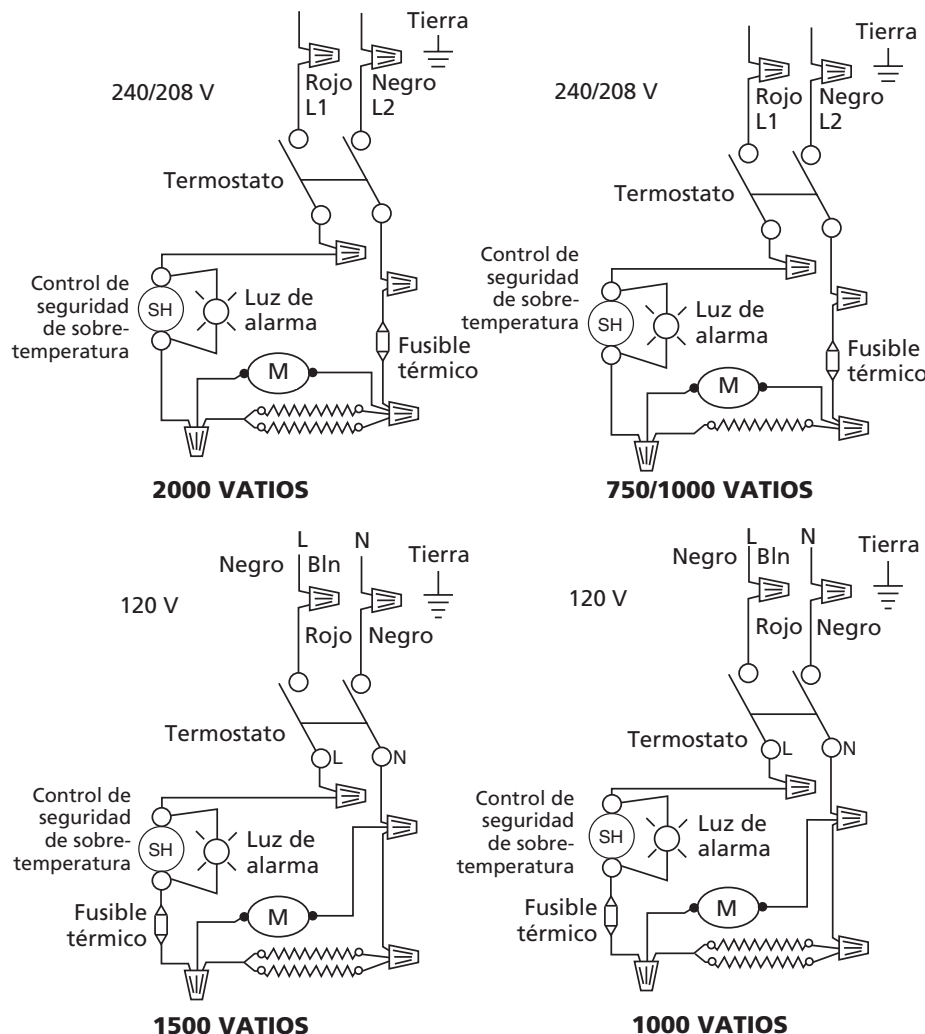 Tierra
240/208 V
Rojo
L1
Negro
L2
Termostato
Control de
seguridad
de sobre-
temperatura
SH
Luz de
alarma
Fusible
térmico
M
2000 VATIOS
Tierra
240/208 V
Rojo
L1
Negro
L2
Termostato
Control de
seguridad
de sobre-
temperatura
SH
Luz de
alarma
Fusible
térmico
M
750/1000 VATIOS
L N
Negro Bln
Tierra
120 V
Rojo Negro
Termostato
L N
Control de
seguridad
de sobre-
temperatura
SH
Luz de
alarma
Fusible
térmico
M
1500 VATIOS
L N
Negro Bln
Tierra
120 V
Rojo Negro
Termostato
L N
Control de
seguridad
de sobre-
temperatura
SH
Luz de
alarma
Fusible
térmico
M
1000 VATIOS